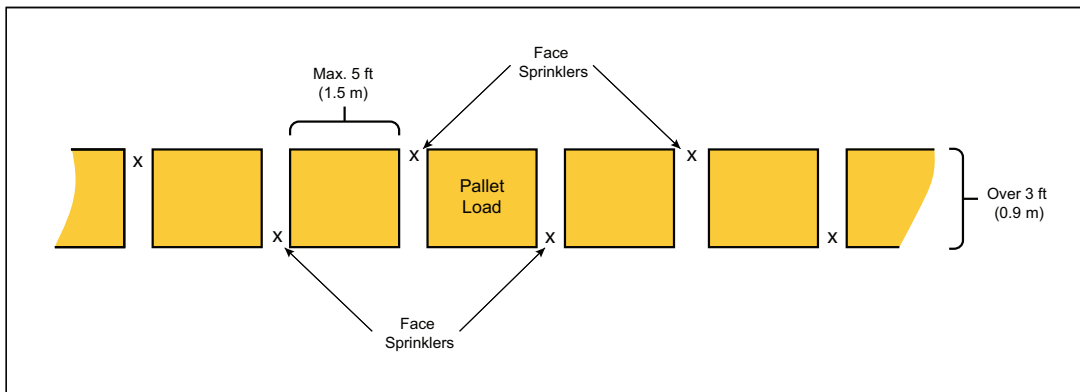 Face
Sprinklers
Max. 5 ft
(1.5 m)
x
x
x
Pallet
Load
Over 3 ft
(0.9 m)
x
x
x
Face
Sprinklers